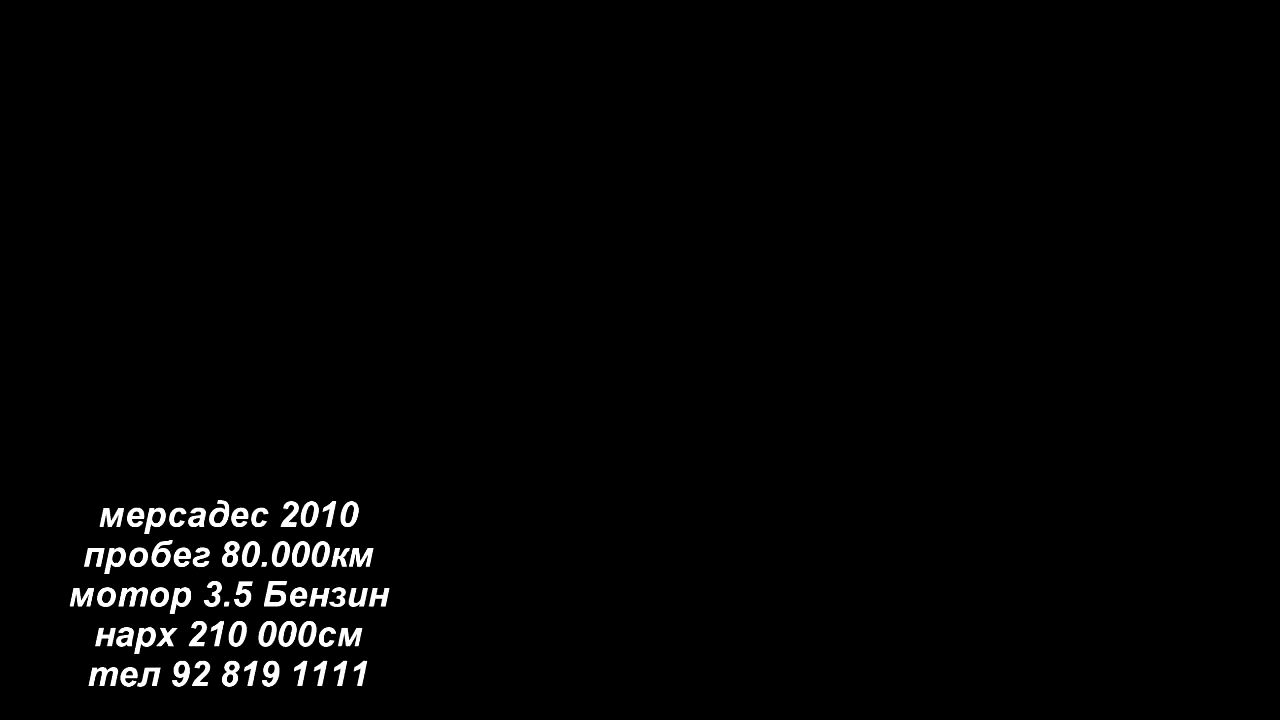 мерсадес 2010
пробег 80.000км
мотор 3.5 Бензин
нарх 210 000см
тел 92 819 1111